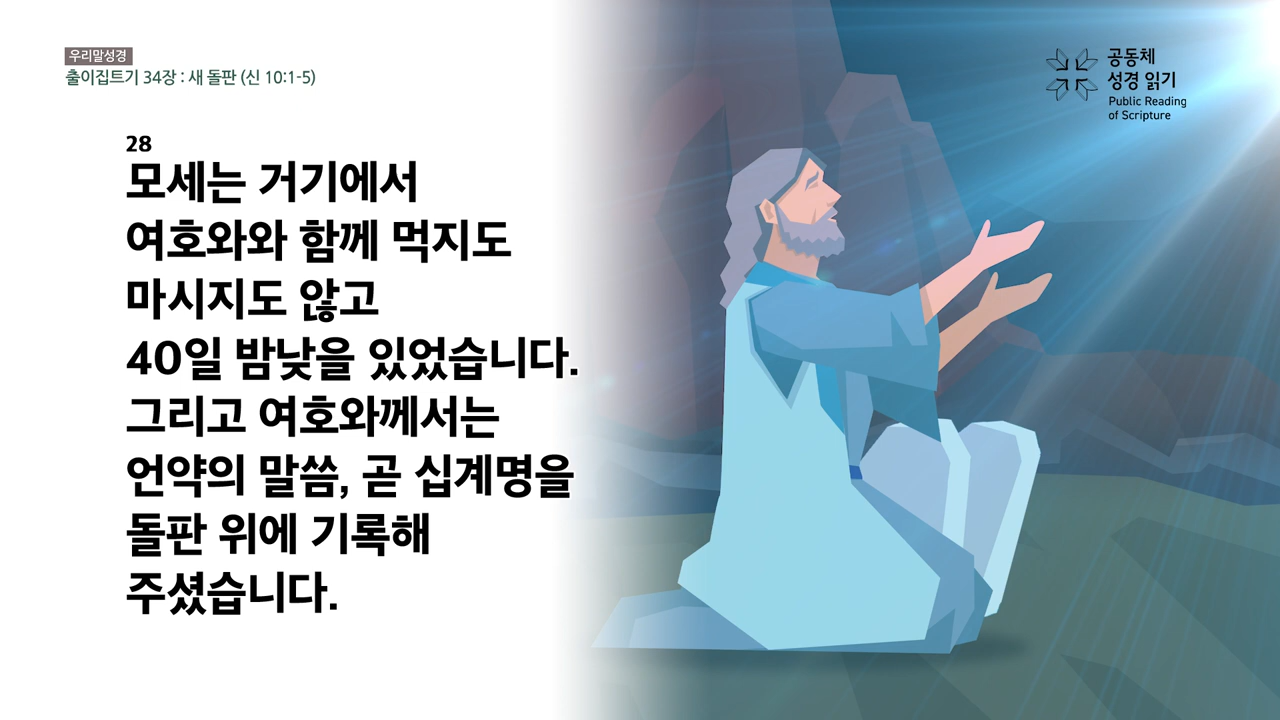 우리말성경
출이집트기 34장 : 새 돌판 (신 10:1-5)
공동체
성경 읽기
Public Reading
of Scripture
28
모세는 거기에서
여호와와 함께 먹지도
마시지도 않고
40일 밤낮을 있었습니다.
그리고 여호와께서는
언약의 말씀, 곧 십계명을
돌판 위에 기록해
주셨습니다.